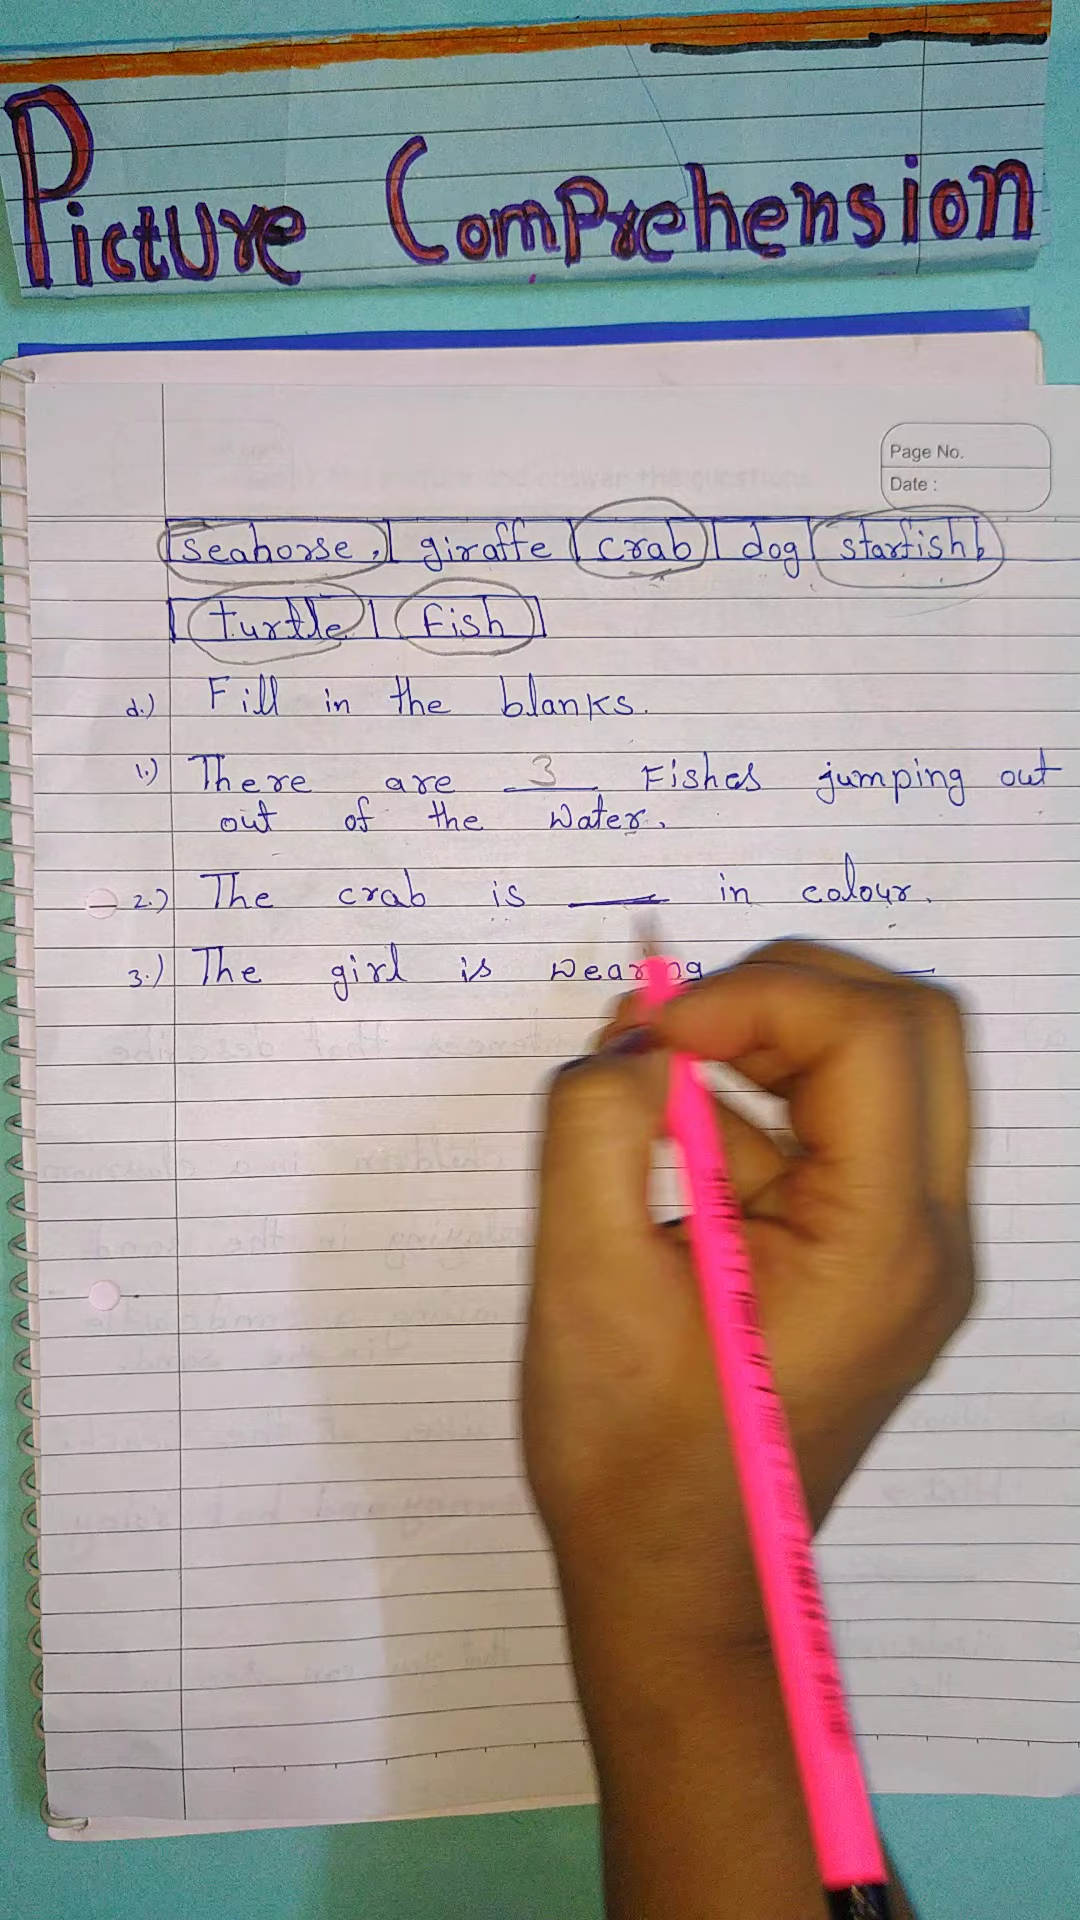 Picture Comprehension
Page No.
Date :
seahorse, giraffe crab dog starfish
turtle Fish
d.) Fill in the blanks.
1.) There are 3 Fishes jumping out
out of the water.
2.) The crab is ____ in colour.
3.) The girl is wearing